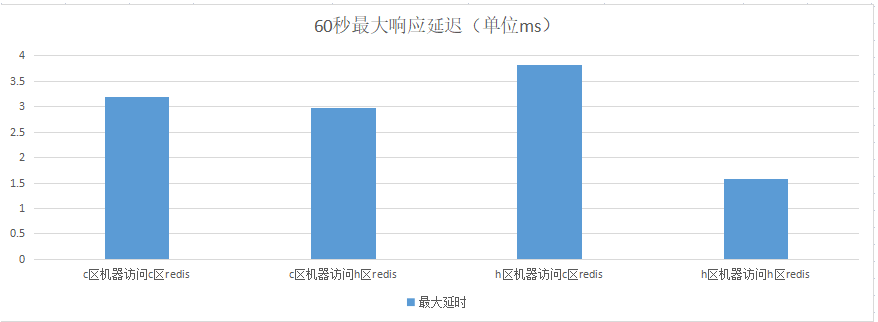 60秒最大响应延迟（单位ms）
4
3.5
3
2.5
2
1.5
1
0.5
0
c区机器访问c区redis
c区机器访问h区redis
h区机器访问c区redis
h区机器访问h区redis
最大延时